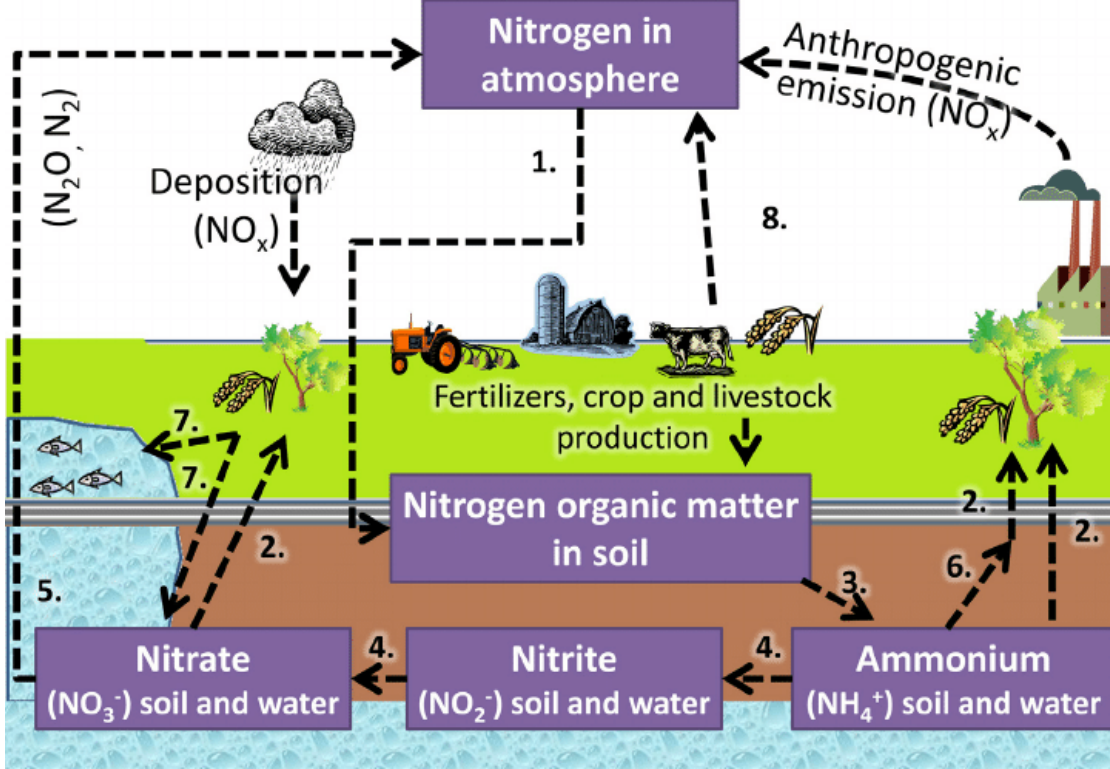 Nitrogen in
atmosphere
Anthropogenic
emission (NOₓ)
(N₂O, N₂)
Deposition
(NOₓ)
1.
8.
Fertilizers, crop and livestock
production
7.
7.
2.
Nitrogen organic matter
in soil
2.
2.
6.
3.
5.
4.
4.
Nitrate
(NO₃⁻) soil and water
Nitrite
(NO₂⁻) soil and water
Ammonium
(NH₄⁺) soil and water